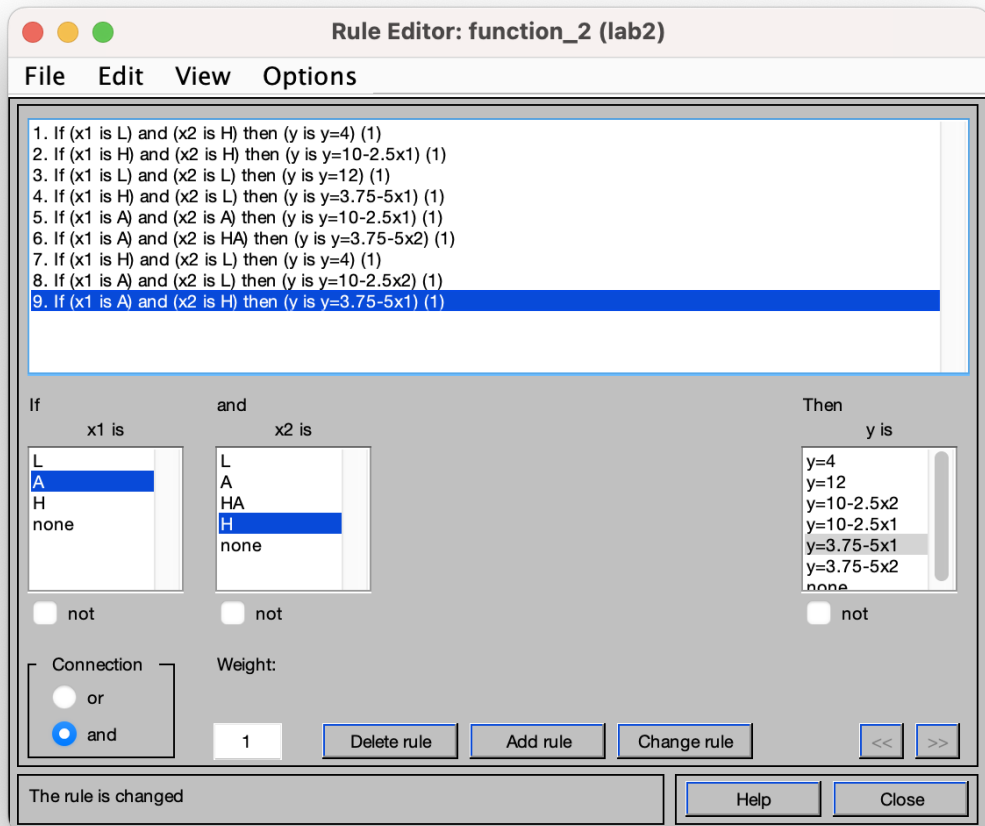 Rule Editor: function_2 (lab2)
File Edit View Options
1. If (x1 is L) and (x2 is H) then (y is y=4) (1)
2. If (x1 is H) and (x2 is H) then (y is y=10-2.5x1) (1)
3. If (x1 is L) and (x2 is L) then (y is y=12) (1)
4. If (x1 is H) and (x2 is L) then (y is y=3.75-5x1) (1)
5. If (x1 is A) and (x2 is A) then (y is y=10-2.5x1) (1)
6. If (x1 is A) and (x2 is HA) then (y is y=3.75-5x2) (1)
7. If (x1 is H) and (x2 is L) then (y is y=4) (1)
8. If (x1 is A) and (x2 is L) then (y is y=10-2.5x2) (1)
9. If (x1 is A) and (x2 is H) then (y is y=3.75-5x1) (1)
If
x1 is
L
A
H
none
not
and
x2 is
L
A
HA
H
none
not
Then
y is
y=4
y=12
y=10-2.5x2
y=10-2.5x1
y=3.75-5x1
y=3.75-5x2
none
not
Connection
or
and
Weight:
1
Delete rule
Add rule
Change rule
<<
>>
The rule is changed
Help
Close